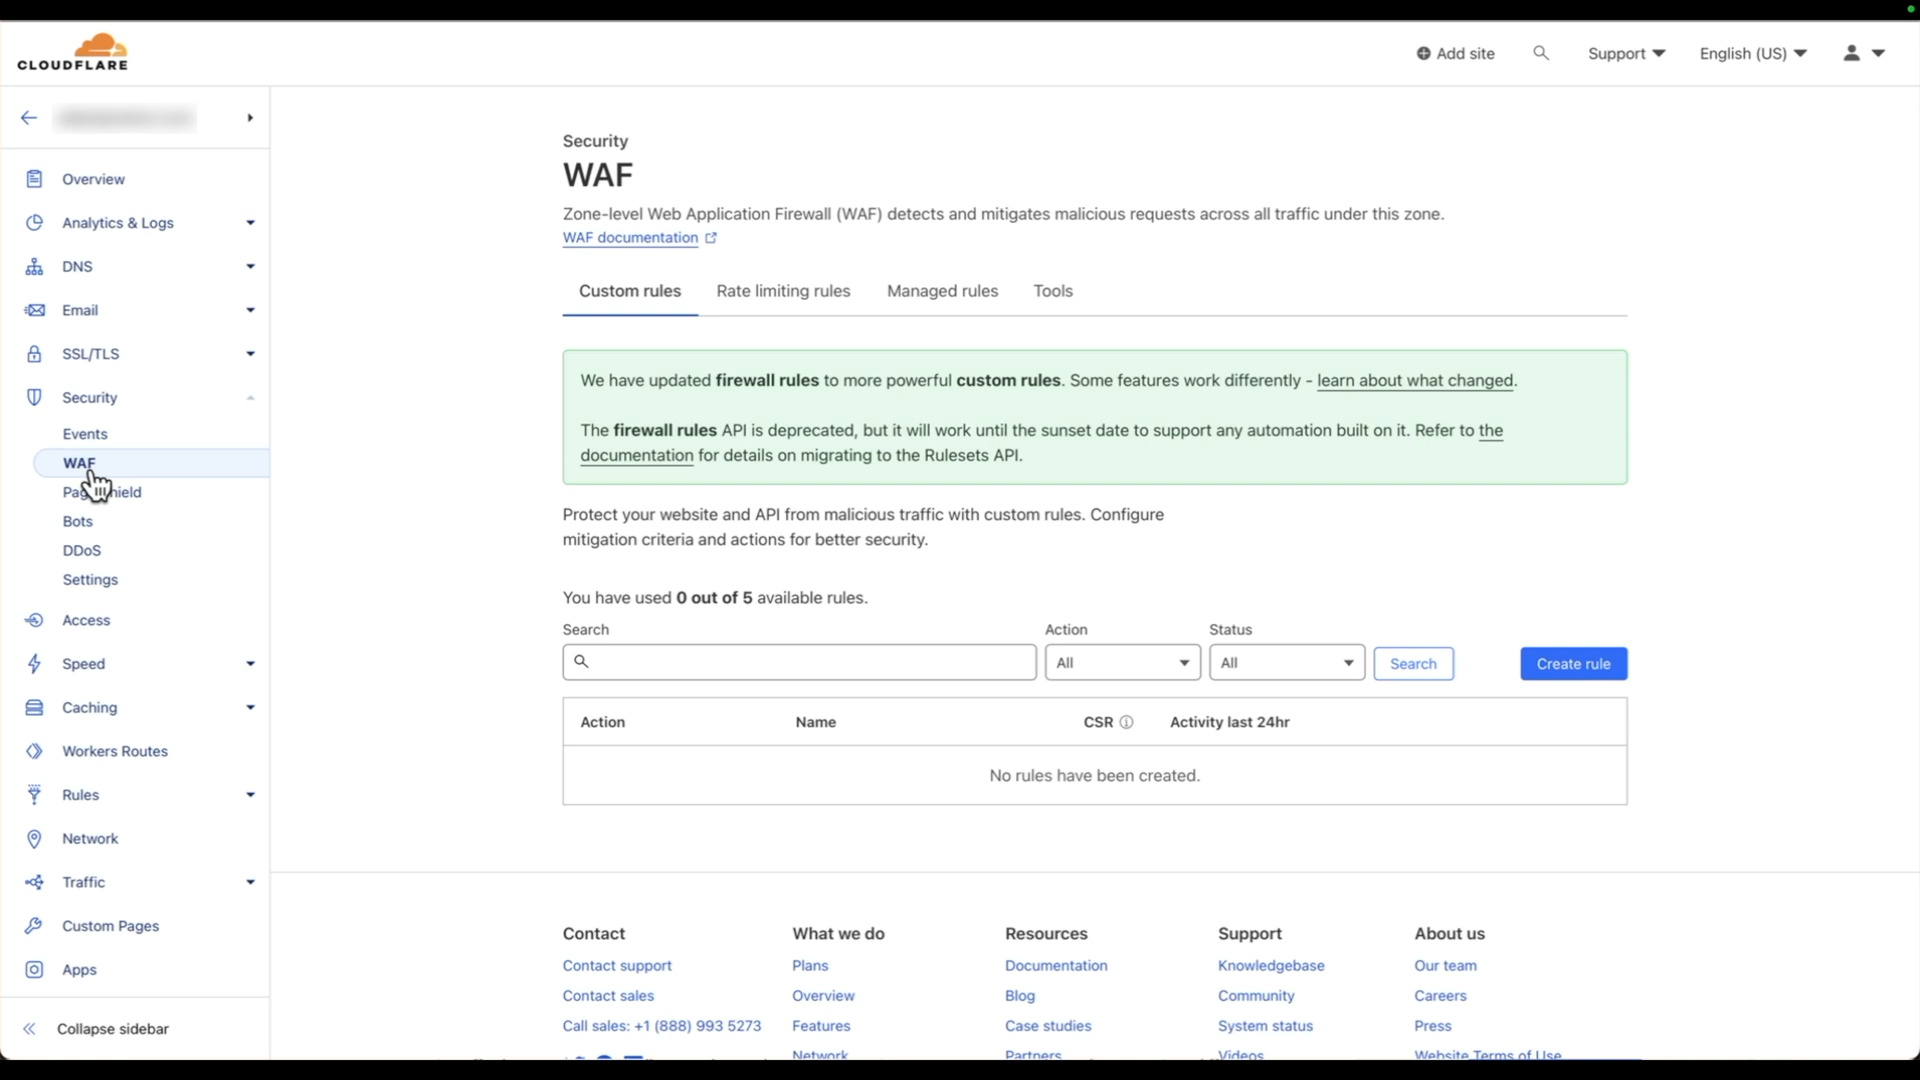 CLOUDFLARE
Add site
Support
English (US)
Overview
Analytics & Logs
DNS
Email
SSL/TLS
Security
Events
WAF
Bots
DDoS
Settings
Access
Speed
Caching
Workers Routes
Rules
Network
Traffic
Custom Pages
Apps
Collapse sidebar
Security
WAF
Zone-level Web Application Firewall (WAF) detects and mitigates malicious requests across all traffic under this zone.
WAF documentation
Custom rules Rate limiting rules Managed rules Tools
We have updated firewall rules to more powerful custom rules. Some features work differently - learn about what changed.
The firewall rules API is deprecated, but it will work until the sunset date to support any automation built on it. Refer to the
documentation for details on migrating to the Rulesets API.
Protect your website and API from malicious traffic with custom rules. Configure
mitigation criteria and actions for better security.
You have used 0 out of 5 available rules.
Search Action Status
All All Search Create rule
Action Name CSR Activity last 24hr
No rules have been created.
Contact What we do Resources Support About us
Contact support Plans Documentation Knowledgebase Our team
Contact sales Overview Blog Community Careers
Call sales: +1 (888) 993 5273 Features Case studies System status Press
Network Partners Videos Website Terms of Use